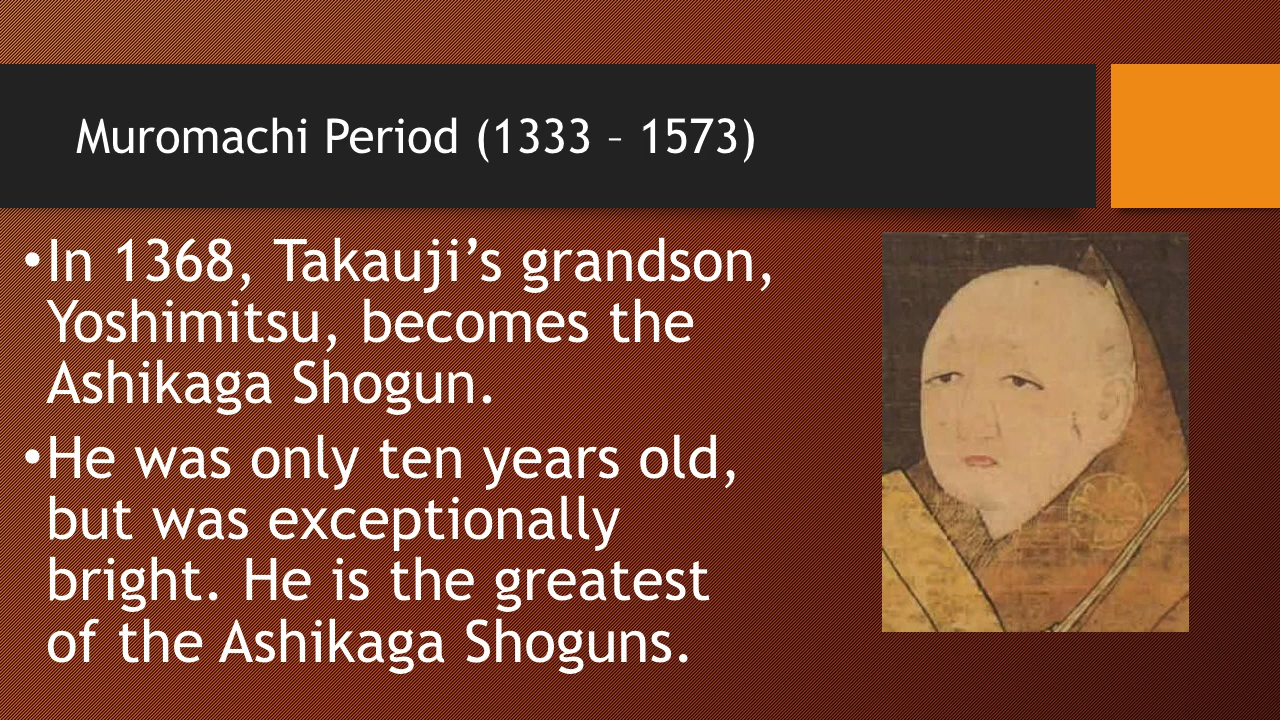 Muromachi Period (1333 – 1573)
•In 1368, Takauji’s grandson,
Yoshimitsu, becomes the
Ashikaga Shogun.
•He was only ten years old,
but was exceptionally
bright. He is the greatest
of the Ashikaga Shoguns.